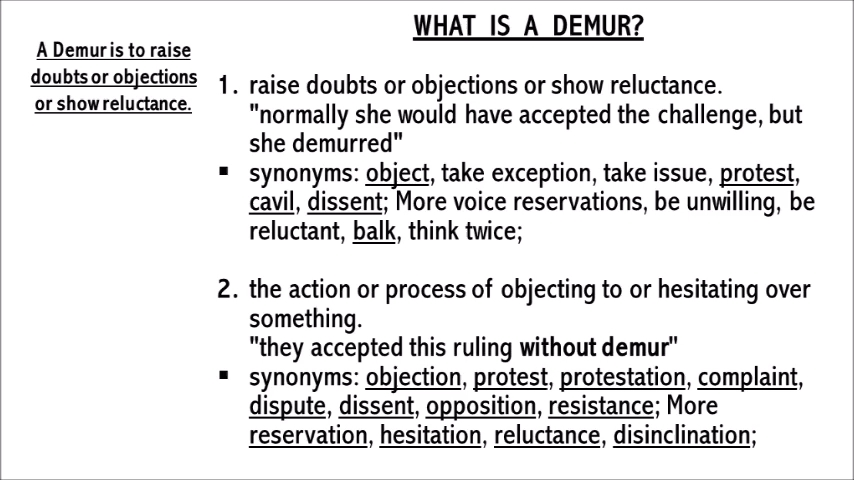 WHAT IS A DEMUR?
A Demur is to raise
doubts or objections
or show reluctance.
1. raise doubts or objections or show reluctance.
"normally she would have accepted the challenge, but
she demurred"
▪ synonyms: object, take exception, take issue, protest,
cavil, dissent; More voice reservations, be unwilling, be
reluctant, balk, think twice;
2. the action or process of objecting to or hesitating over
something.
"they accepted this ruling without demur"
▪ synonyms: objection, protest, protestation, complaint,
dispute, dissent, opposition, resistance; More
reservation, hesitation, reluctance, disinclination;